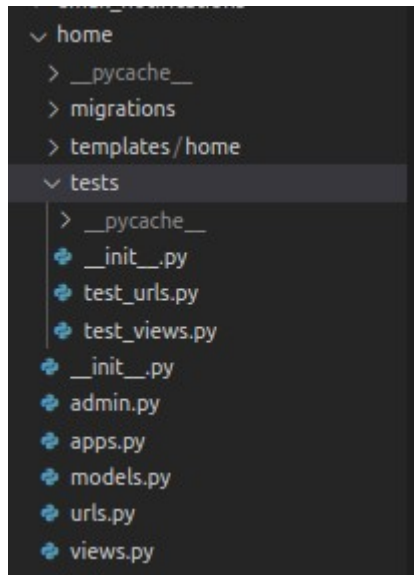 home
__pycache__
migrations
templates/home
tests
__pycache__
__init__.py
test_urls.py
test_views.py
__init__.py
admin.py
apps.py
models.py
urls.py
views.py